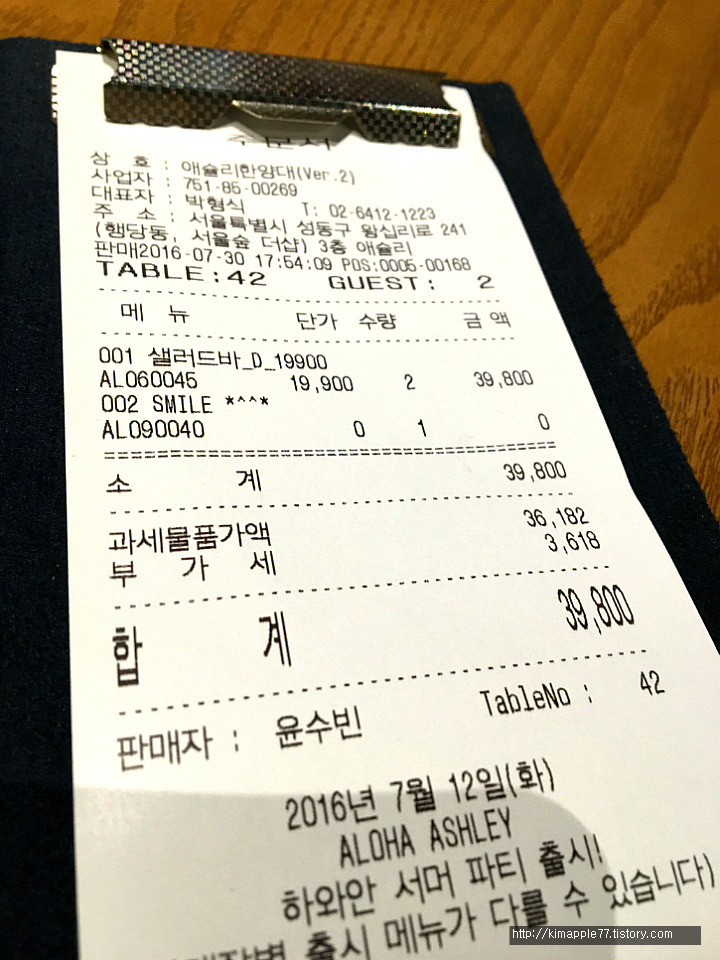 주문서
상 호 : 애슐리한양대(Ver.2)
사업자 : 751-85-00269
대표자 : 박형식 T: 02-6412-1223
주 소 : 서울특별시 성동구 왕십리로 241
(행당동, 서울숲 더샵) 3층 애슐리
판매2016-07-30 17:54:09 POS:0005-00168
TABLE:42 GUEST: 2
메 뉴 단가 수량 금 액
001 샐러드바_D_19900
AL060045 19,900 2 39,800
002 SMILE *^^*
AL090040 0 1 0
소 계 39,800
과세물품가액 36,182
부 가 세 3,618
합 계 39,800
판매자 : 윤수빈 TableNo : 42
2016년 7월 12일(화)
ALOHA ASHLEY
하와안 서머 파티 출시!
출시 메뉴가 다를 수 있습니다)
http://kimapple77.tistory.com